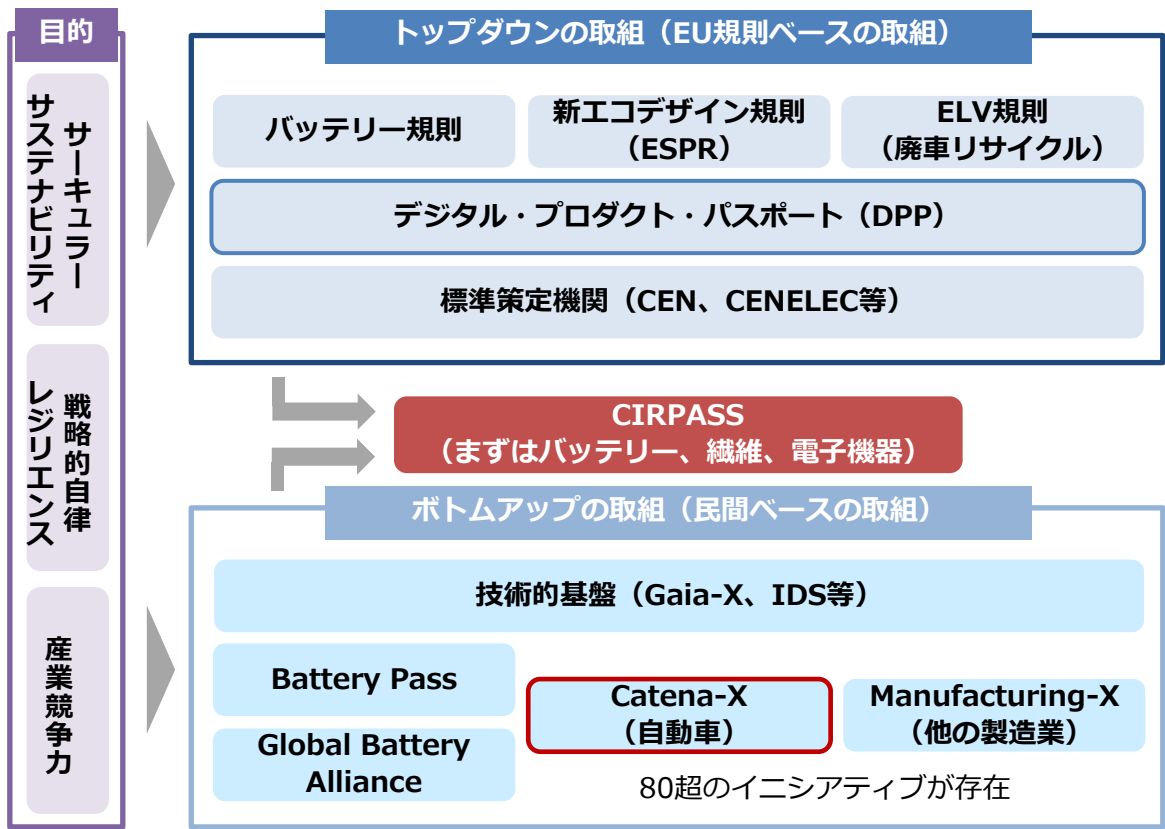 目的
サーキュラー
サステナビリティ
戦略的自律
レジリエンス
産業競争力
トップダウンの取組（EU規則ベースの取組）
バッテリー規則
新エコデザイン規則
（ESPR）
ELV規則
（廃車リサイクル）
デジタル・プロダクト・パスポート（DPP）
標準策定機関（CEN、CENELEC等）
CIRPASS
（まずはバッテリー、繊維、電子機器）
ボトムアップの取組（民間ベースの取組）
技術的基盤（Gaia-X、IDS等）
Battery Pass
Global Battery
Alliance
Catena-X
（自動車）
Manufacturing-X
（他の製造業）
80超のイニシアティブが存在